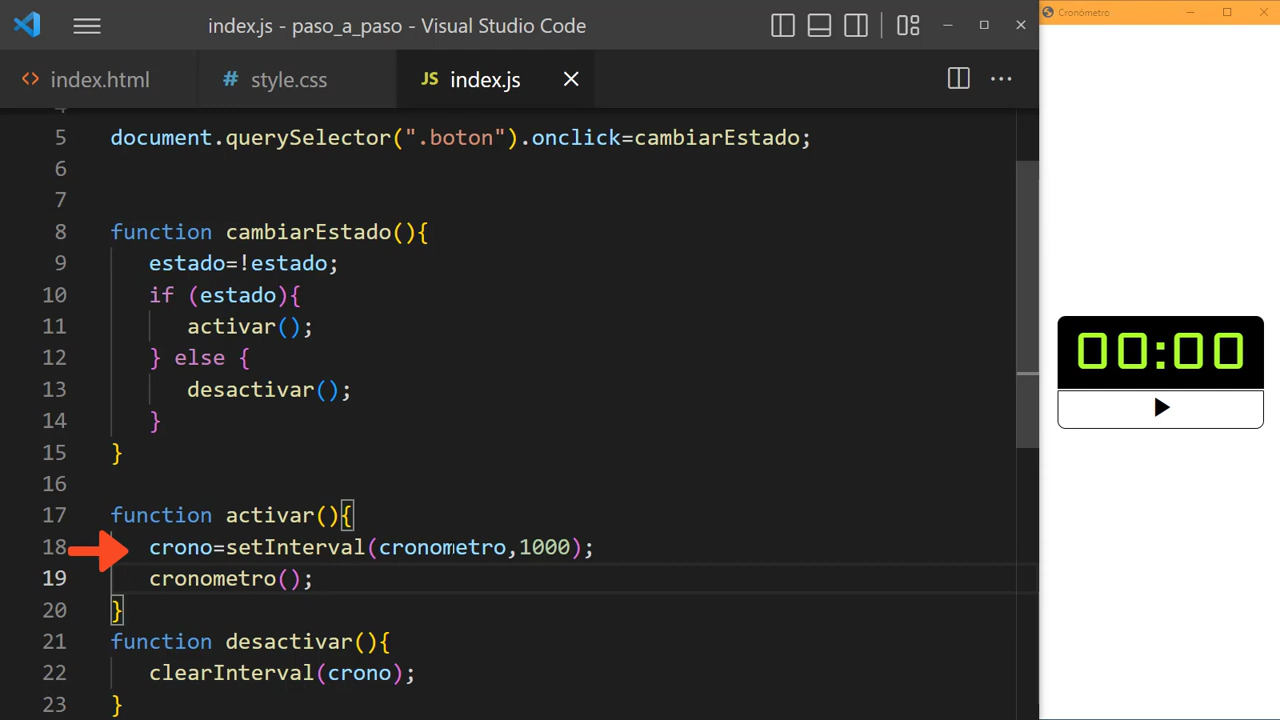 index.js - paso_a_paso - Visual Studio Code
Cronómetro
<> index.html
# style.css
JS index.js
5 document.querySelector(".boton").onclick=cambiarEstado;
6
7
8 function cambiarEstado(){
9 estado=!estado;
10 if (estado){
11 activar();
12 } else {
13 desactivar();
14 }
15 }
16
17 function activar(){
18 crono=setInterval(cronometro,1000);
19 cronometro();
20 }
21 function desactivar(){
22 clearInterval(crono);
23 }
00:00